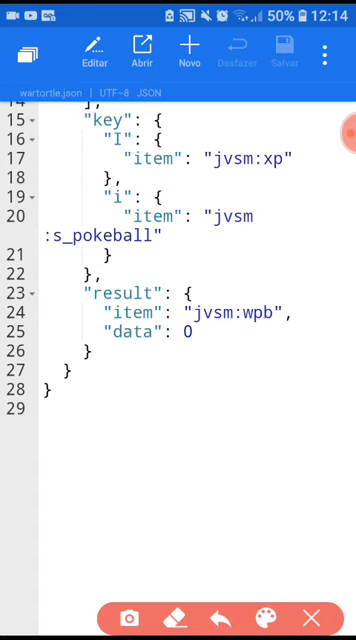 50% 12:14
Editar
Abrir
Novo
Desfazer
Salvar
wartortle.json | UTF-8 JSON
14 ],
15 "key": {
16 "I": {
17 "item": "jvsm:xp"
18 },
19 "i": {
20 "item": "jvsm
:s_pokeball"
21 }
22 },
23 "result": {
24 "item": "jvsm:wpb",
25 "data": 0
26 }
27 }
28 }
29